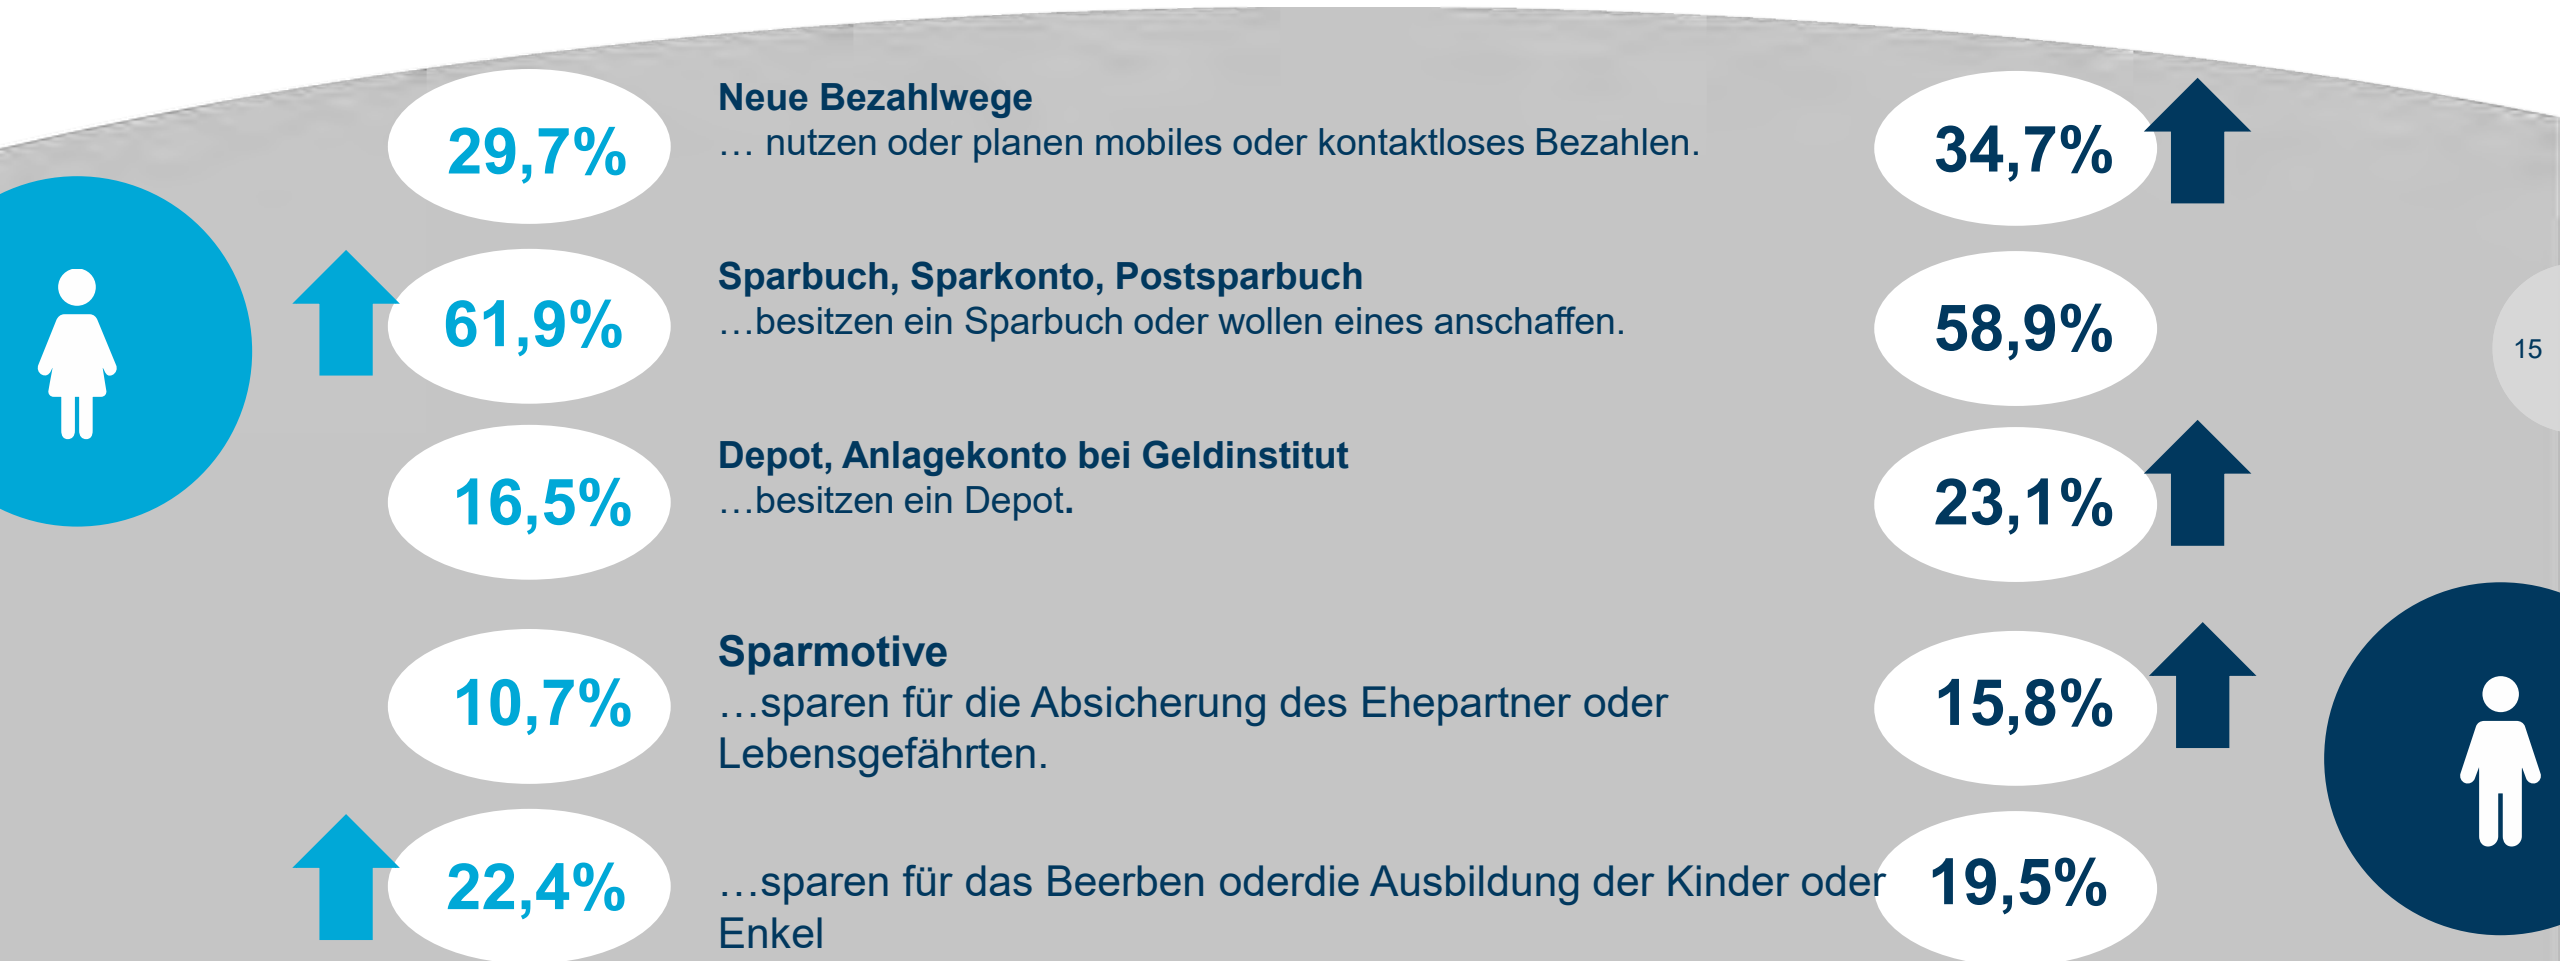 29,7%
Neue Bezahlwege
… nutzen oder planen mobiles oder kontaktloses Bezahlen.
34,7%
61,9%
Sparbuch, Sparkonto, Postsparbuch
…besitzen ein Sparbuch oder wollen eines anschaffen.
58,9%
15
16,5%
Depot, Anlagekonto bei Geldinstitut
…besitzen ein Depot.
23,1%
10,7%
Sparmotive
…sparen für die Absicherung des Ehepartner oder
Lebensgefährten.
15,8%
22,4%
…sparen für das Beerben oderdie Ausbildung der Kinder oder
Enkel
19,5%